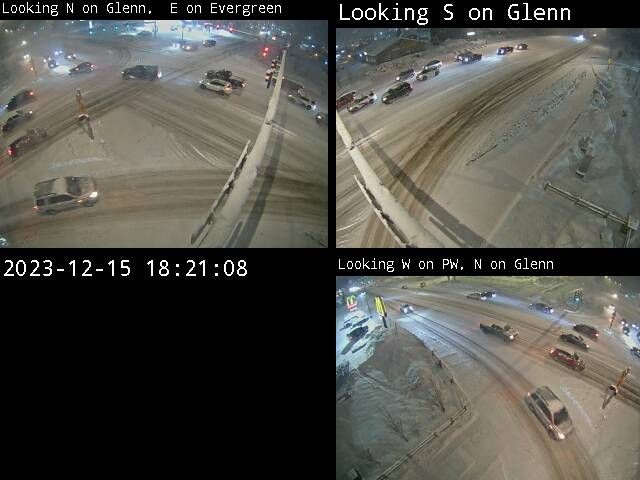 Looking N on Glenn,  E on Evergreen
Looking S on Glenn
2023-12-15 18:21:08
Looking W on PW, N on Glenn